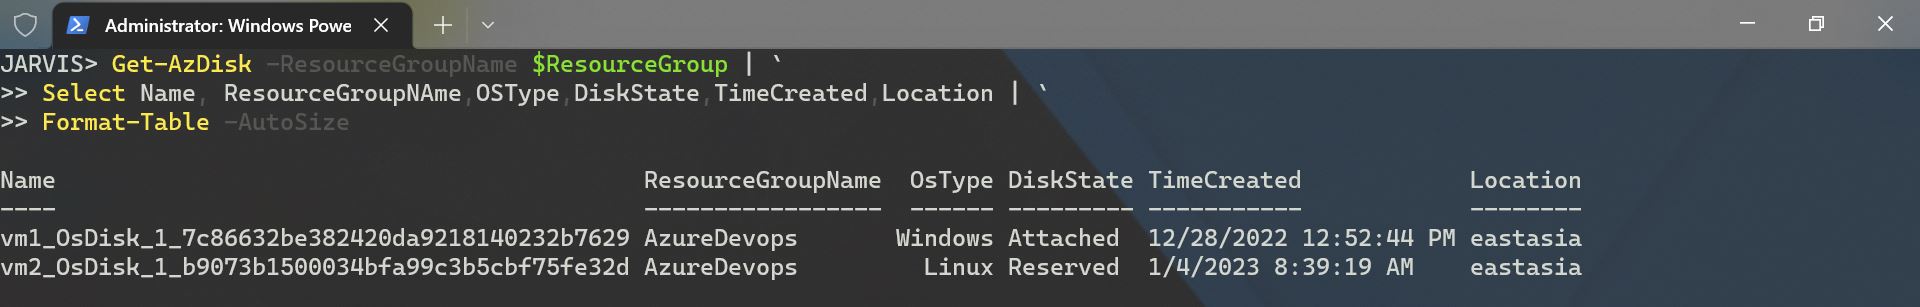 Administrator: Windows Powe
JARVIS> Get-AzDisk -ResourceGroupName $ResourceGroup | `
>> Select Name, ResourceGroupNAme,OSType,DiskState,TimeCreated,Location | `
>> Format-Table -AutoSize
Name ResourceGroupName OsType DiskState TimeCreated Location
---- ----------------- ------ --------- ----------- --------
vm1_OsDisk_1_7c86632be382420da9218140232b7629 AzureDevops Windows Attached 12/28/2022 12:52:44 PM eastasia
vm2_OsDisk_1_b9073b1500034bfa99c3b5cbf75fe32d AzureDevops Linux Reserved 1/4/2023 8:39:19 AM eastasia